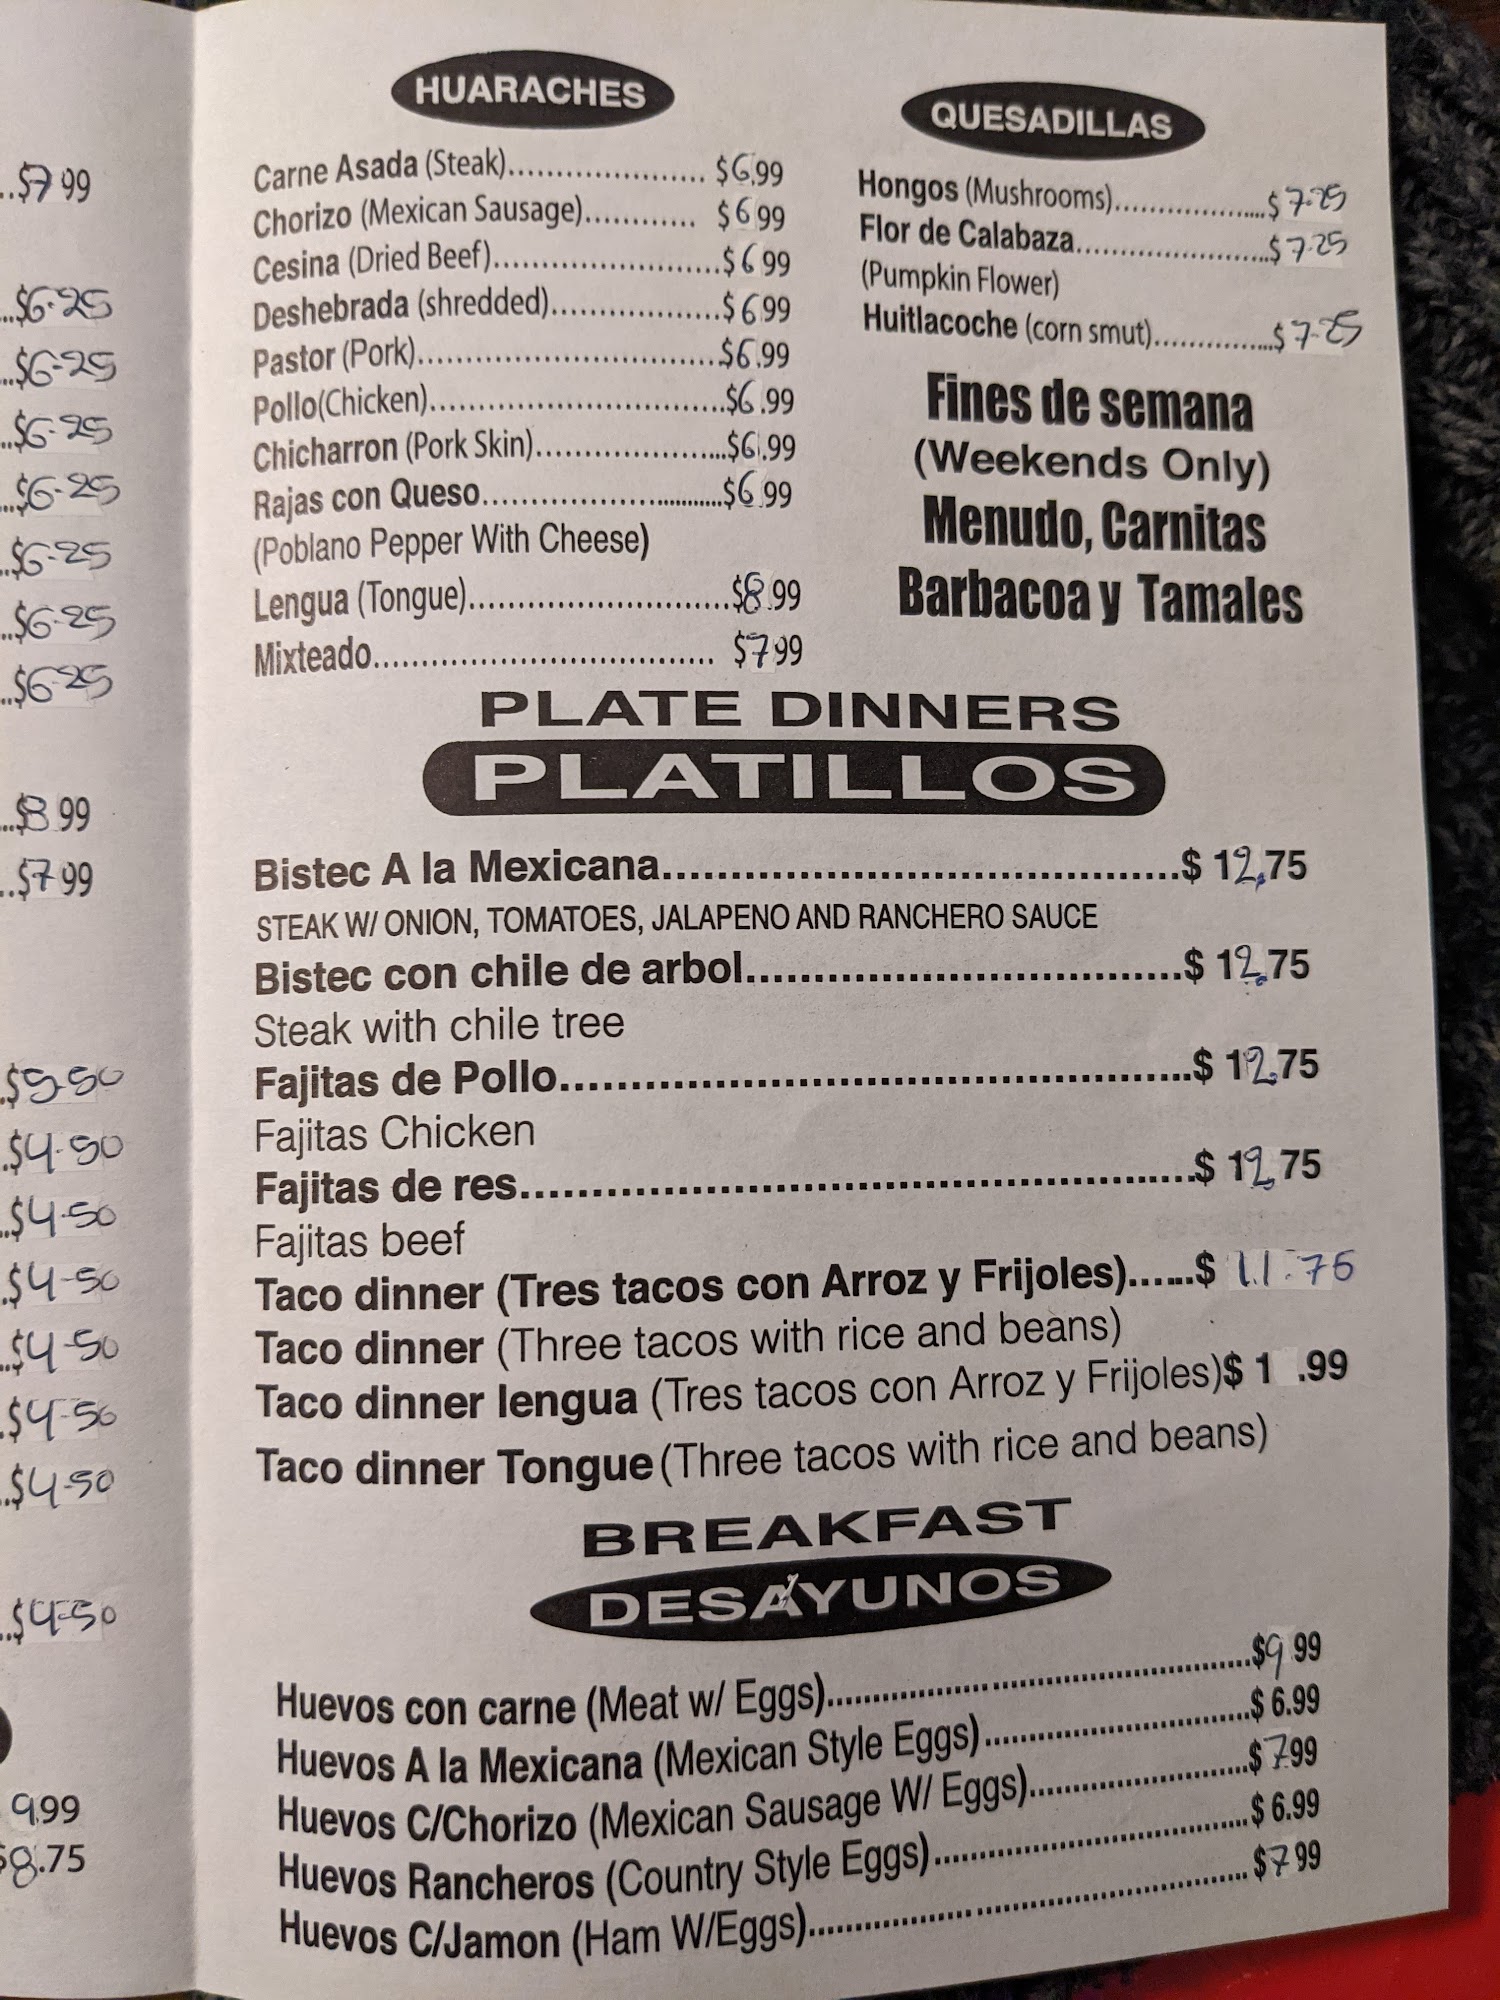 ..$7 99
...$6-25
...$6-25
...$6-25
...$6-25
...$6-25
...$6-25
...$6-25
...$8 99
..$7 99
.$5-50
.$4-50
..$4-50
.$4-50
..$4-50
.$4-50
..$4-50
..$4-50
9.99
$8.75
HUARACHES
Carne Asada (Steak)..................... $6.99
Chorizo (Mexican Sausage)............ $6 99
Cesina (Dried Beef)........................$6 99
Deshebrada (shredded)..................$6 99
Pastor (Pork)...............................$6.99
Pollo(Chicken)...............................$6.99
Chicharron (Pork Skin)....................$6.99
Rajas con Queso............................$6 99
(Poblano Pepper With Cheese)
Lengua (Tongue)...........................$8.99
Mixteado................................... $7 99
QUESADILLAS
Hongos (Mushrooms)...................$ 7-25
Flor de Calabaza.......................$ 7-25
(Pumpkin Flower)
Huitlacoche (corn smut)...............$ 7-25
Fines de semana
(Weekends Only)
Menudo, Carnitas
Barbacoa y Tamales
PLATE DINNERS
PLATILLOS
Bistec A la Mexicana.....................................$ 12.75
STEAK W/ ONION, TOMATOES, JALAPENO AND RANCHERO SAUCE
Bistec con chile de arbol...............................$ 12.75
Steak with chile tree
Fajitas de Pollo.............................................$ 12.75
Fajitas Chicken
Fajitas de res................................................$ 12.75
Fajitas beef
Taco dinner (Tres tacos con Arroz y Frijoles)......$ 11.75
Taco dinner (Three tacos with rice and beans)
Taco dinner lengua (Tres tacos con Arroz y Frijoles)$ 1 .99
Taco dinner Tongue (Three tacos with rice and beans)
BREAKFAST
DESAYUNOS
Huevos con carne (Meat w/ Eggs)...........................................$9 99
Huevos A la Mexicana (Mexican Style Eggs)...........................$ 6.99
Huevos C/Chorizo (Mexican Sausage W/ Eggs)......................$7 99
Huevos Rancheros (Country Style Eggs)................................$ 6.99
Huevos C/Jamon (Ham W/Eggs)............................................ $7 99